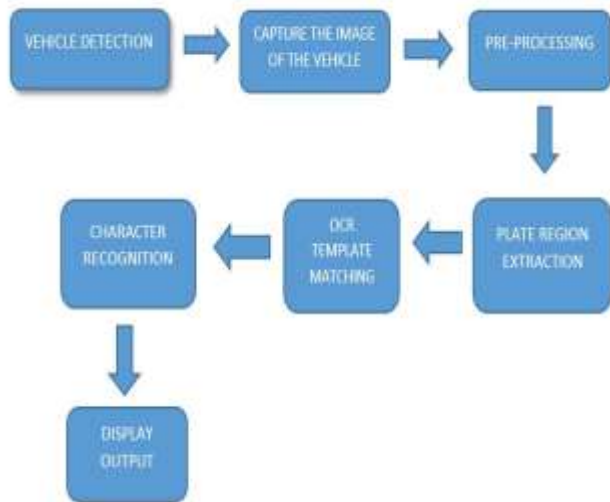 VEHICLE DETECTION
CAPTURE THE IMAGE
OF THE VEHICLE
PRE-PROCESSING
PLATE REGION
EXTRACTION
OCR
TEMPLATE
MATCHING
CHARACTER
RECOGNITION
DISPLAY
OUTPUT